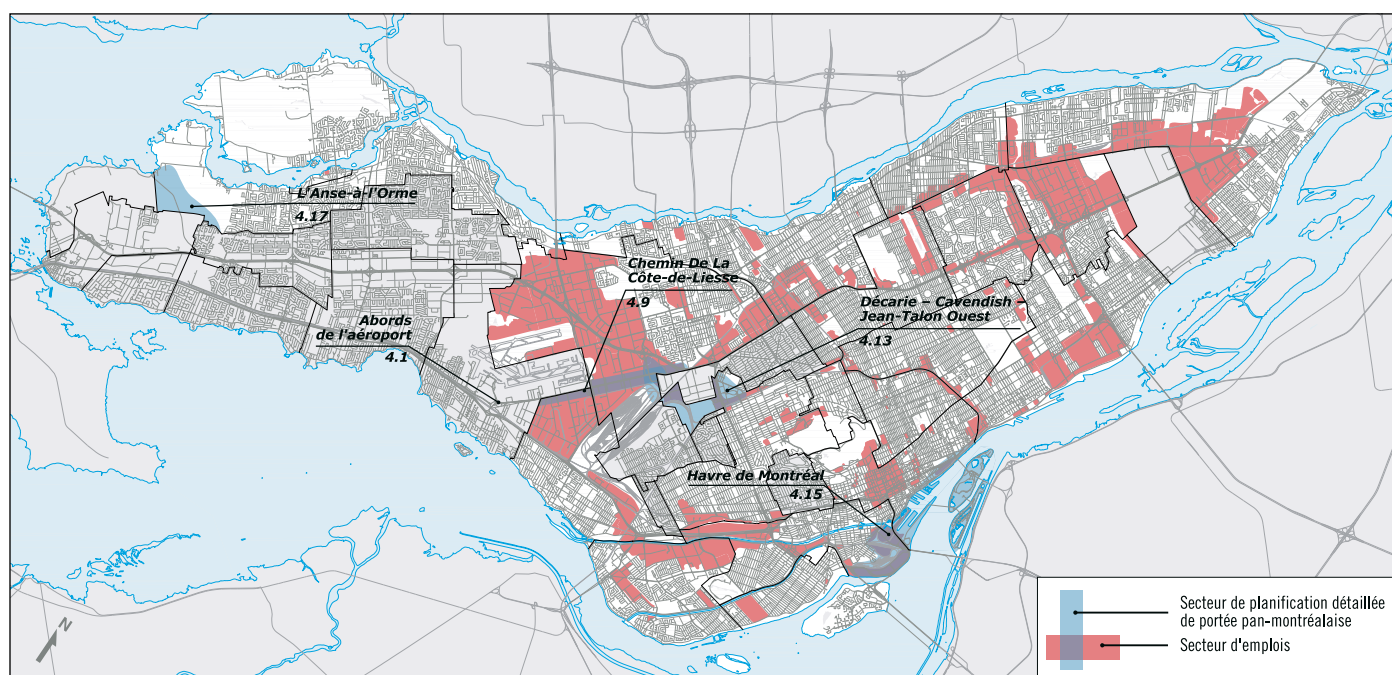 L'Anse-à-l'Orme
4.17
Chemin De La
Côte-de-Liesse
4.9
Abords
de l'aéroport
4.1
Décarie – Cavendish –
Jean-Talon Ouest
4.13
Havre de Montréal
4.15
N
Secteur de planification détaillée
de portée pan-montréalaise
Secteur d'emplois